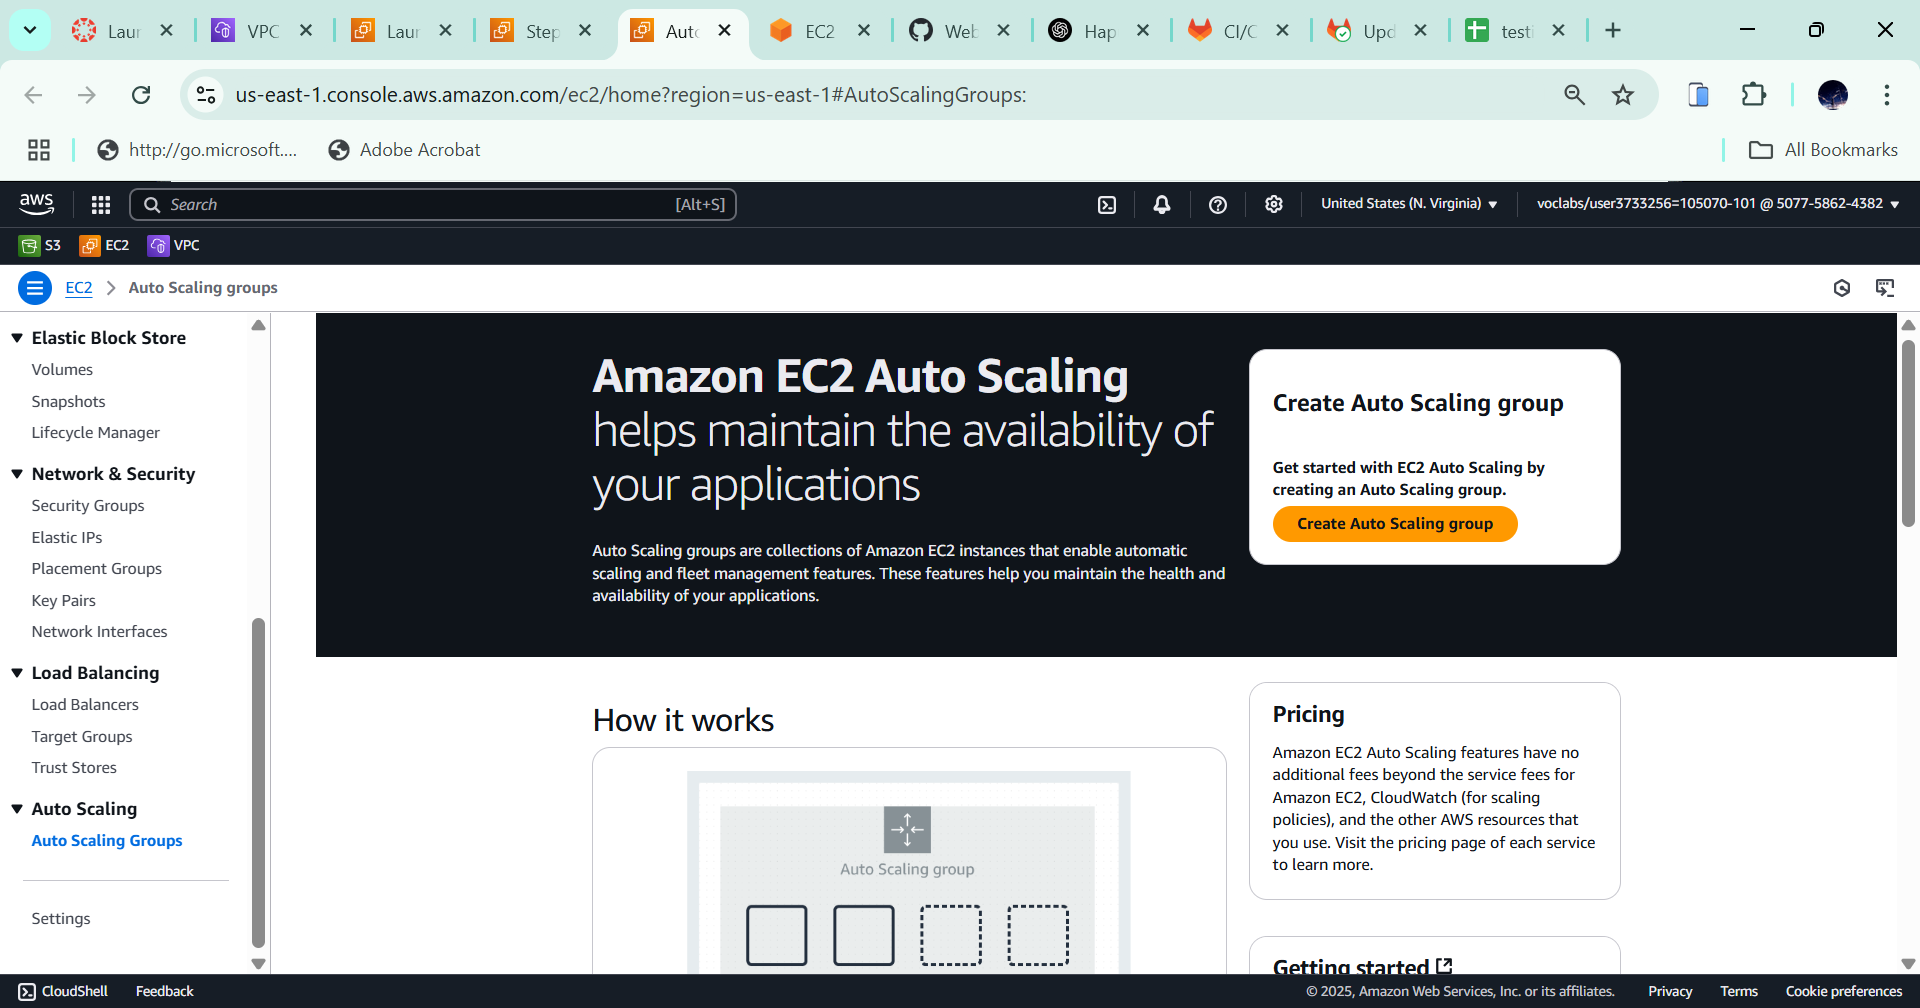 Laur
VPC
Laur
Step
Auto
EC2
Web
Hap
CI/C
Upd
testi
us-east-1.console.aws.amazon.com/ec2/home?region=us-east-1#AutoScalingGroups:
http://go.microsoft....
Adobe Acrobat
All Bookmarks
aws
Search
[Alt+S]
United States (N. Virginia)
voclabs/user3733256=105070-101 @ 5077-5862-4382
S3
EC2
VPC
EC2
Auto Scaling groups
Elastic Block Store
Volumes
Snapshots
Lifecycle Manager
Network & Security
Security Groups
Elastic IPs
Placement Groups
Key Pairs
Network Interfaces
Load Balancing
Load Balancers
Target Groups
Trust Stores
Auto Scaling
Auto Scaling Groups
Settings
Amazon EC2 Auto Scaling
helps maintain the availability of
your applications
Auto Scaling groups are collections of Amazon EC2 instances that enable automatic
scaling and fleet management features. These features help you maintain the health and
availability of your applications.
Create Auto Scaling group
Get started with EC2 Auto Scaling by
creating an Auto Scaling group.
Create Auto Scaling group
How it works
Auto Scaling group
Pricing
Amazon EC2 Auto Scaling features have no
additional fees beyond the service fees for
Amazon EC2, CloudWatch (for scaling
policies), and the other AWS resources that
you use. Visit the pricing page of each service
to learn more.
Getting started
CloudShell
Feedback
© 2025, Amazon Web Services, Inc. or its affiliates.
Privacy
Terms
Cookie preferences